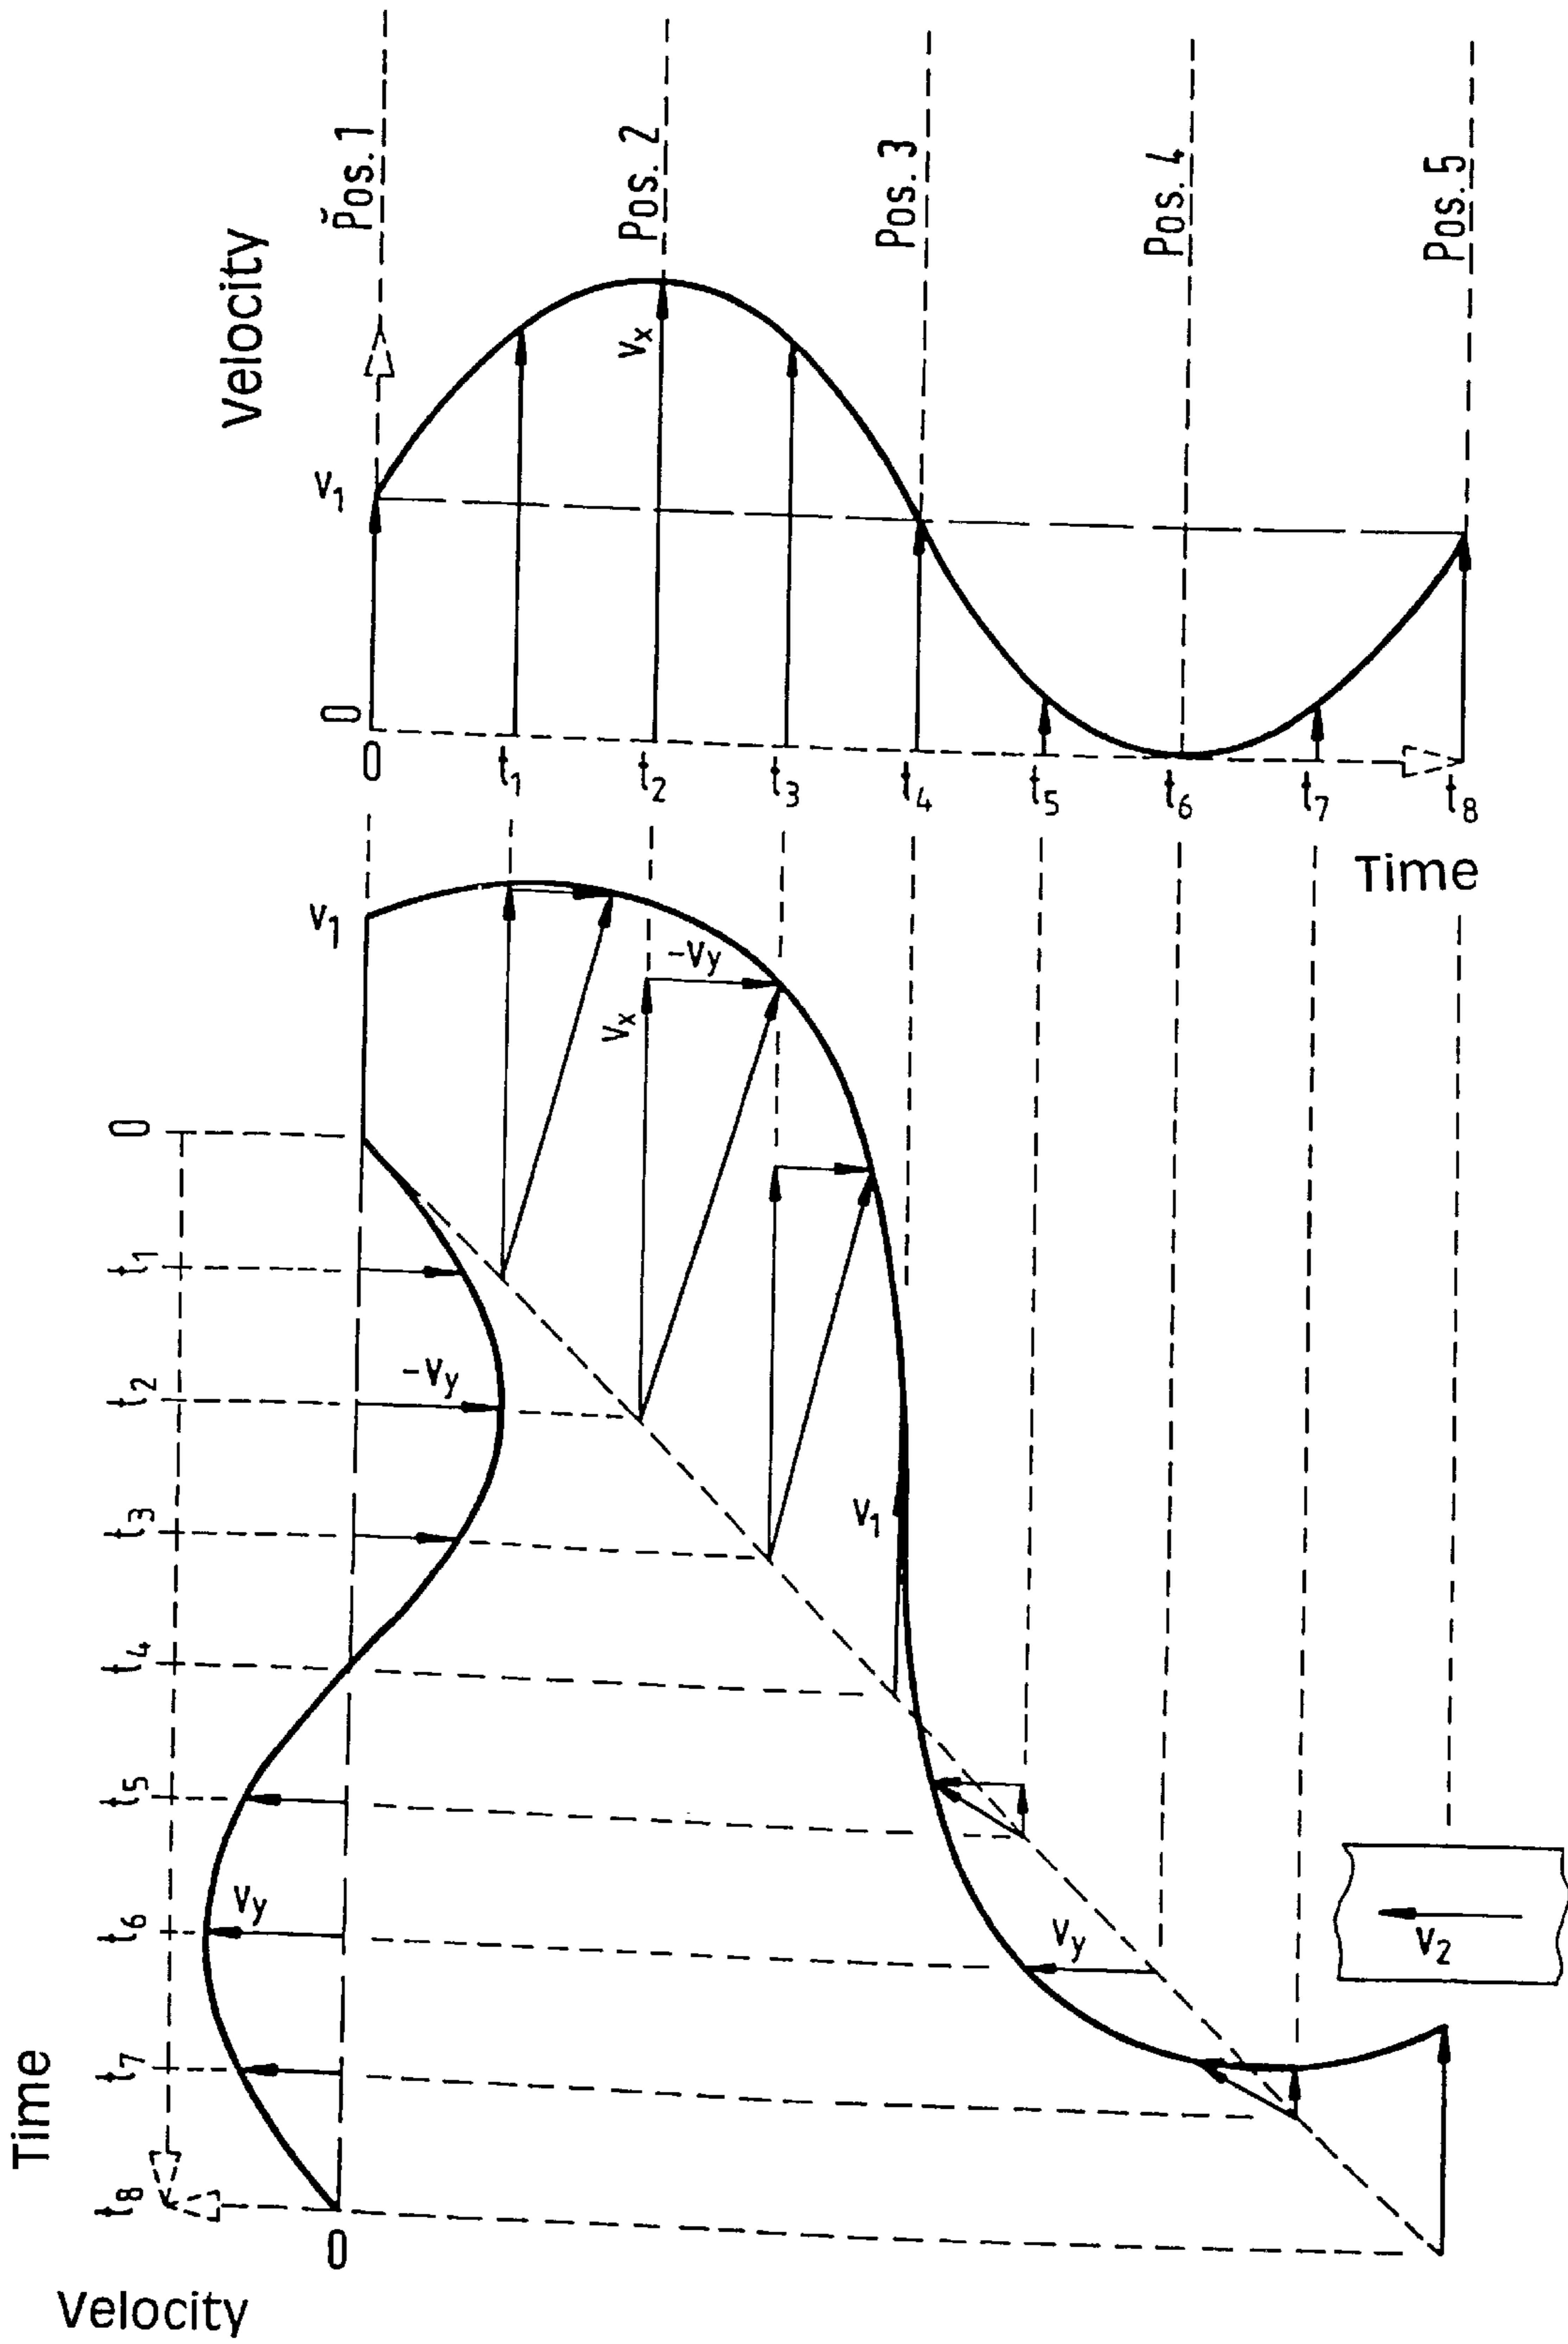 Pos. 1
Pos. 2
Pos. 3
Pos. 4
Pos. 5
Velocity
vx
v1
0
0
t1
t2
t3
t4
t5
t6
t7
t8
Time
v1
-vy
vx
0
t1
t2
-vy
t3
v1
t4
t5
t6
vy
vy
v2
t7
Time
t8
0
Velocity